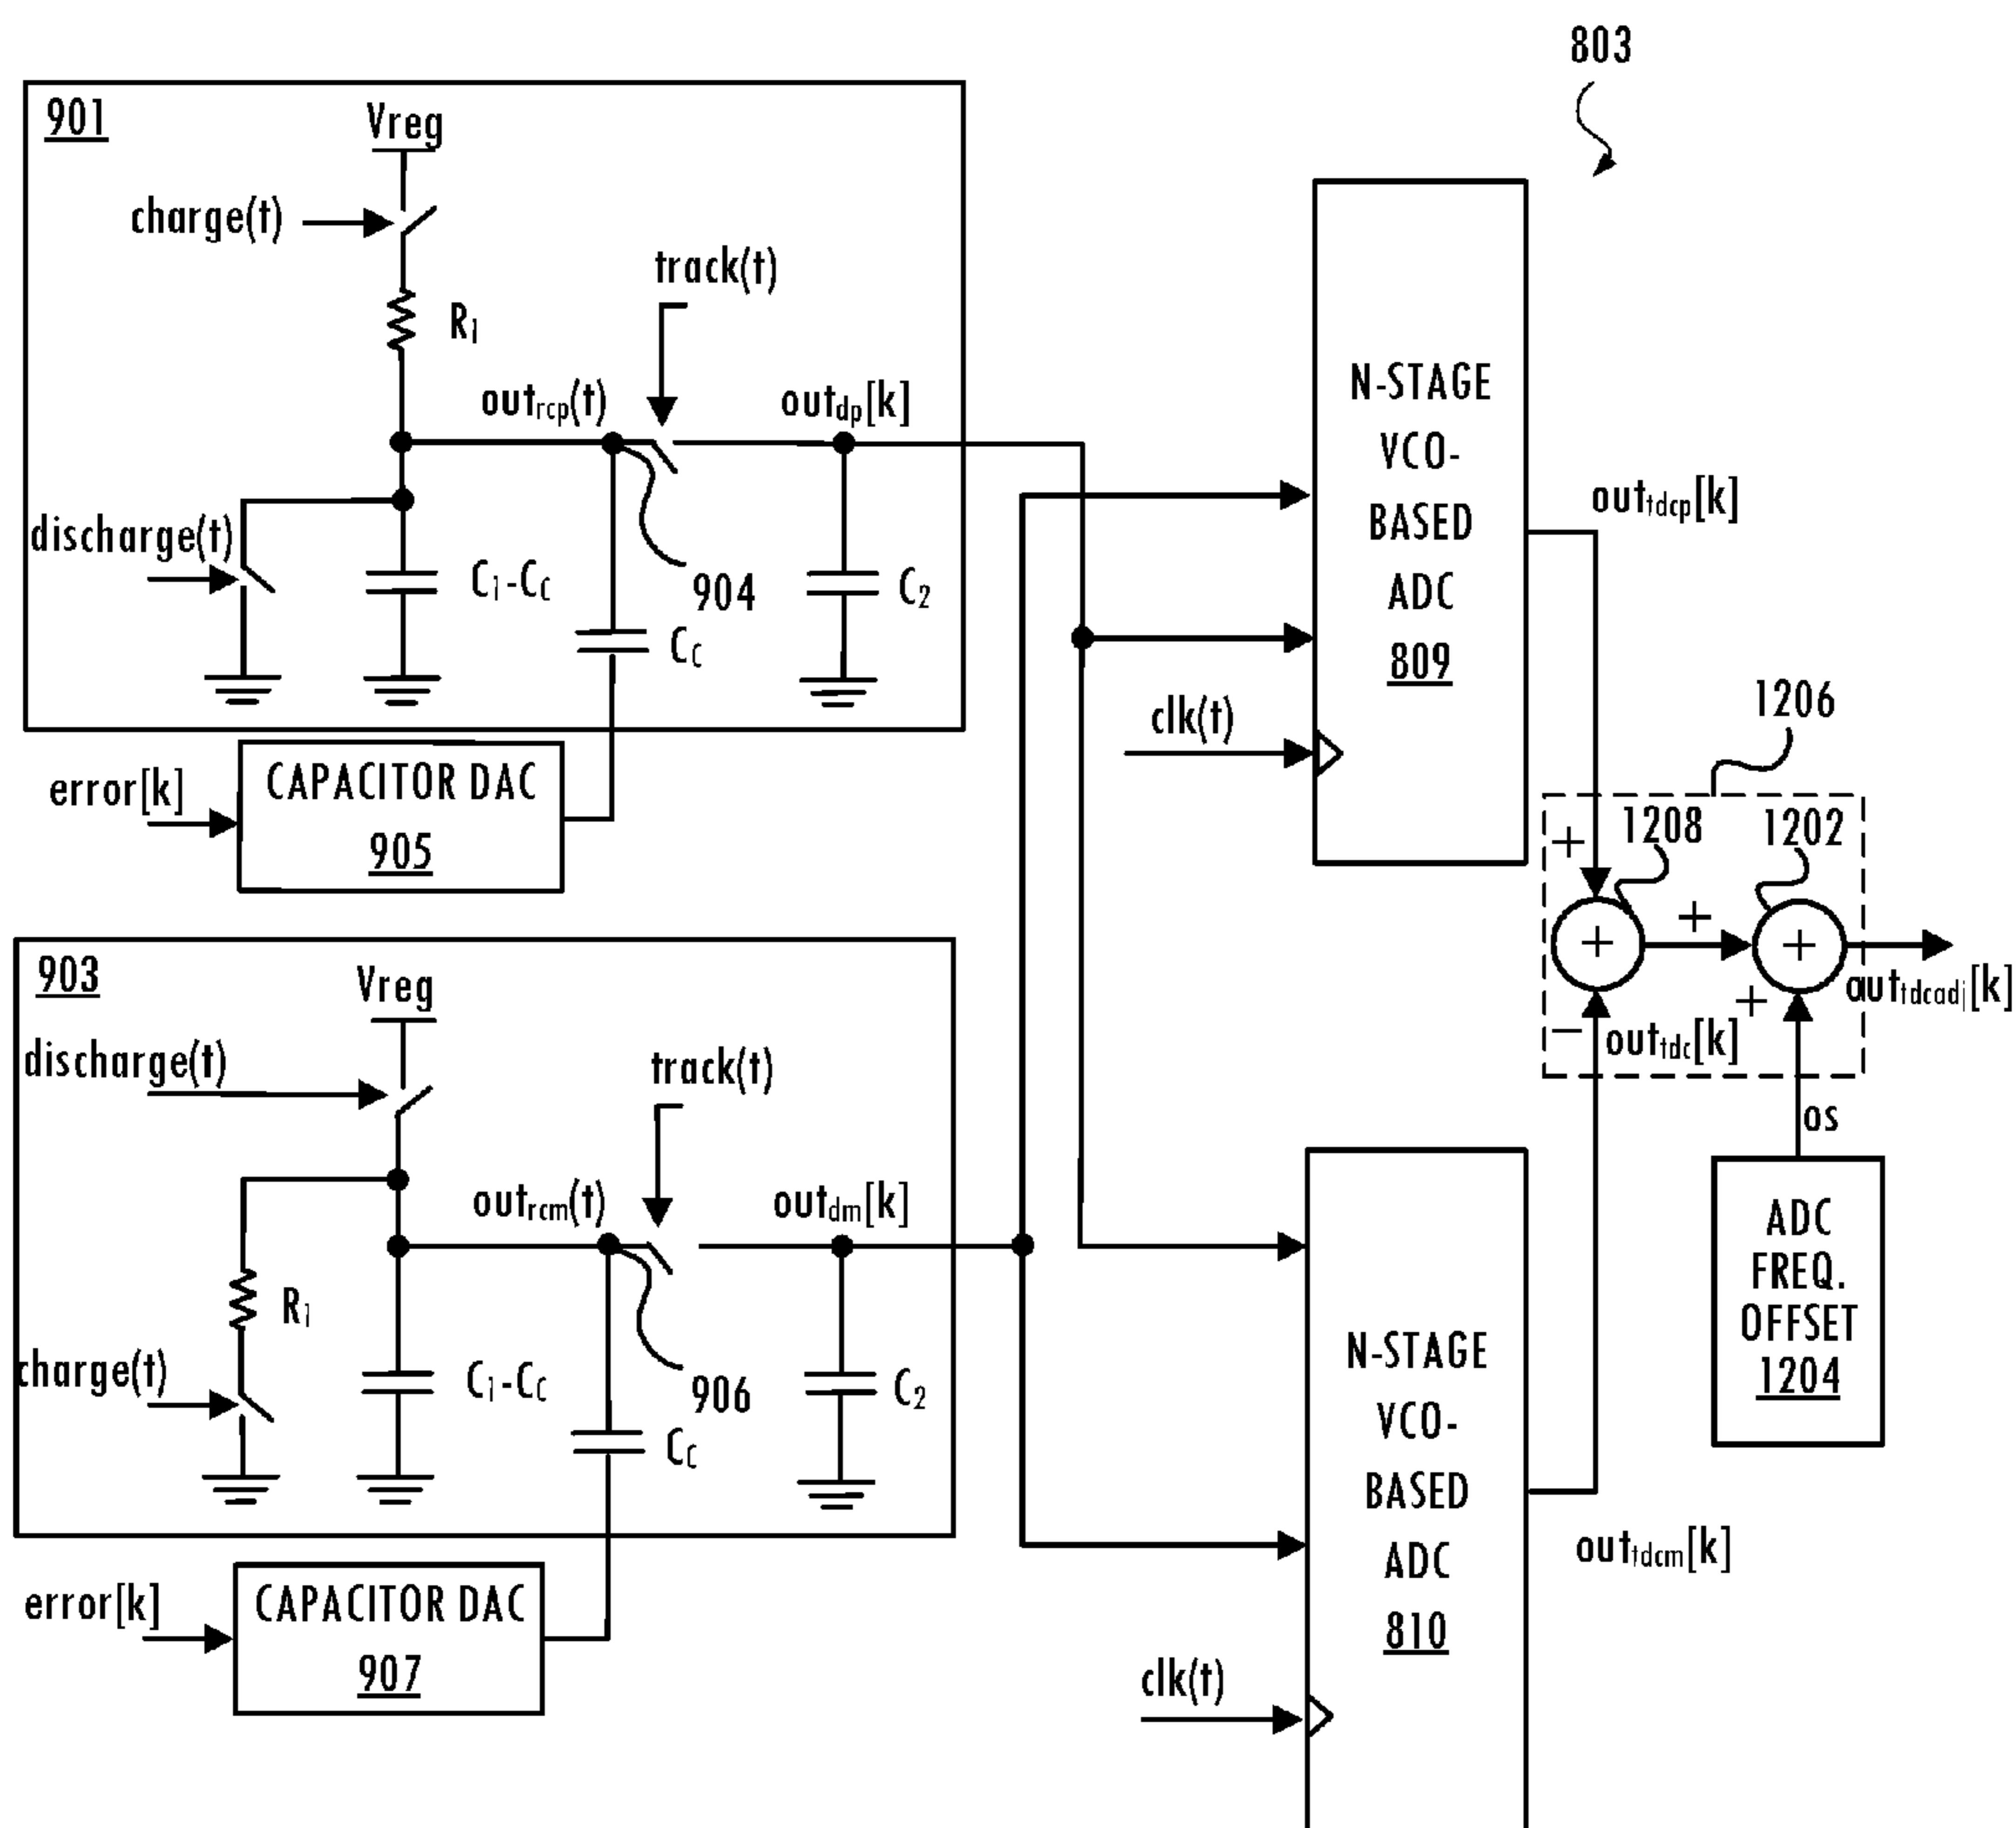 803
901
Vreg
charge(t)
R1
track(t)
outrcp(t)
outdp[k]
discharge(t)
C1-CC
904
C2
CC
error[k]
CAPACITOR DAC
905
N-STAGE
VCO-
BASED
ADC
809
clk(t)
outtdcp[k]
1206
1208
1202
+
+
+
+
+
−
outtdc[k]
outtdcadj[k]
os
ADC
FREQ.
OFFSET
1204
903
Vreg
discharge(t)
track(t)
outrcm(t)
outdm[k]
R1
charge(t)
C1-CC
906
C2
CC
error[k]
CAPACITOR DAC
907
N-STAGE
VCO-
BASED
ADC
810
clk(t)
outtdcm[k]